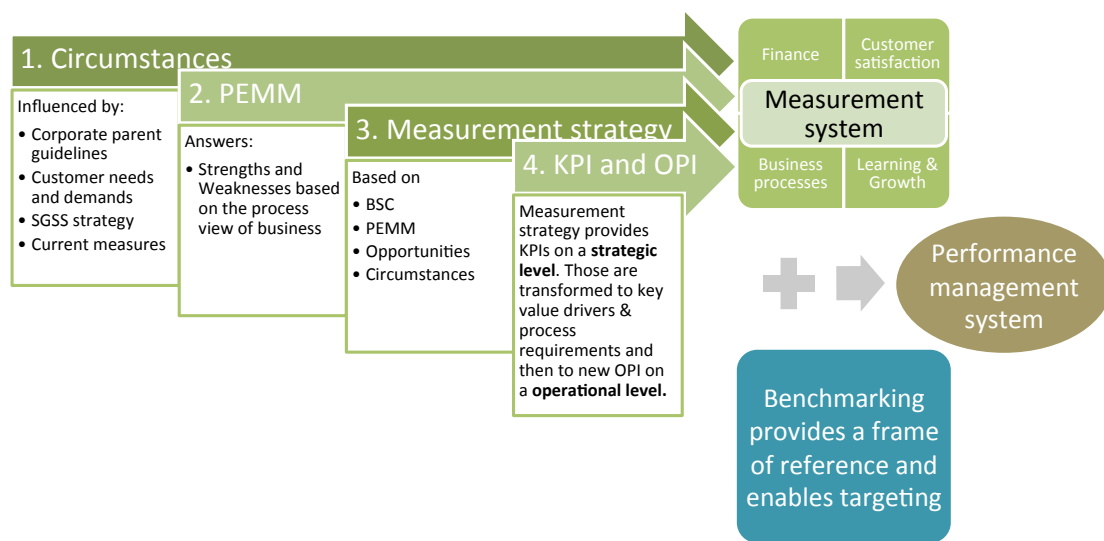 1. Circumstances
Influenced by:
• Corporate parent
guidelines
• Customer needs
and demands
• SGSS strategy
• Current measures
2. PEMM
Answers:
• Strengths and
Weaknesses based
on the process
view of business
3. Measurement strategy
Based on
• BSC
• PEMM
• Opportunities
• Circumstances
4. KPI and OPI
Measurement
strategy provides
KPIs on a strategic
level. Those are
transformed to key
value drivers &
process
requirements and
then to new OPI on
a operational level.
Finance
Customer
satisfaction
Measurement
system
Business
processes
Learning &
Growth
Performance
management
system
Benchmarking
provides a frame
of reference and
enables targeting